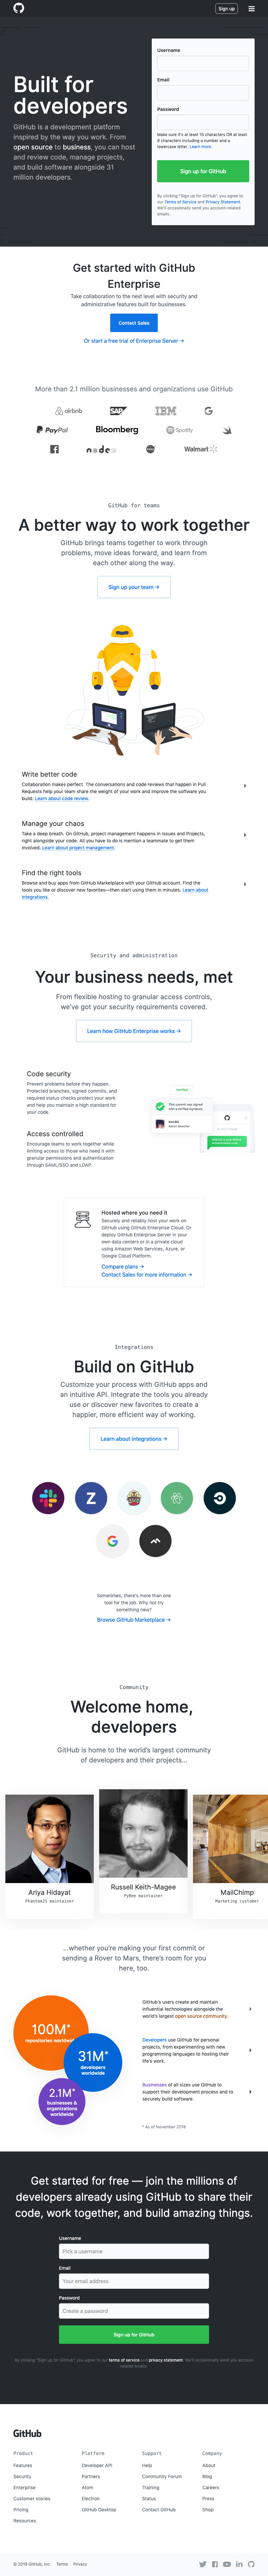 Sign up
Built for
developers
GitHub is a development platform
inspired by the way you work. From
open source to business, you can host
and review code, manage projects,
and build software alongside 31
million developers.
Username
Email
Password
Make sure it's at least 15 characters OR at least
8 characters including a number and a
lowercase letter. Learn more.
Sign up for GitHub
By clicking "Sign up for GitHub", you agree to
our Terms of Service and Privacy Statement.
We'll occasionally send you account-related
emails.
Get started with GitHub
Enterprise
Take collaboration to the next level with security and
administrative features built for businesses.
Contact Sales
Or start a free trial of Enterprise Server →
More than 2.1 million businesses and organizations use GitHub
airbnb
SAP
IBM
G
PayPal
Bloomberg
Spotify
node
Walmart
GitHub for teams
A better way to work together
GitHub brings teams together to work through
problems, move ideas forward, and learn from
each other along the way.
Sign up your team →
Write better code
Collaboration makes perfect. The conversations and code reviews that happen in Pull
Requests help your team share the weight of your work and improve the software you
build. Learn about code review.
Manage your chaos
Take a deep breath. On GitHub, project management happens in Issues and Projects,
right alongside your code. All you have to do is mention a teammate to get them
involved. Learn about project management.
Find the right tools
Browse and buy apps from GitHub Marketplace with your GitHub account. Find the
tools you like or discover new favorites—then start using them in minutes. Learn about
integrations.
Security and administration
Your business needs, met
From flexible hosting to granular access controls,
we've got your security requirements covered.
Learn how GitHub Enterprise works →
Code security
Prevent problems before they happen.
Protected branches, signed commits, and
required status checks protect your work
and help you maintain a high standard for
your code.
Access controlled
Encourage teams to work together while
limiting access to those who need it with
granular permissions and authentication
through SAML/SSO and LDAP.
Verified
This commit was signed
with a verified signature.
Hosted where you need it
Securely and reliably host your work on
GitHub using GitHub Enterprise Cloud. Or
deploy GitHub Enterprise Server in your
own data centers or in a private cloud
using Amazon Web Services, Azure, or
Google Cloud Platform.
Compare plans →
Contact Sales for more information →
Integrations
Build on GitHub
Customize your process with GitHub apps and
an intuitive API. Integrate the tools you already
use or discover new favorites to create a
happier, more efficient way of working.
Learn about integrations →
Z
G
Sometimes, there's more than one
tool for the job. Why not try
something new?
Browse GitHub Marketplace →
Community
Welcome home,
developers
GitHub is home to the world's largest community
of developers and their projects...
Ariya Hidayat
PhantomJS maintainer
Russell Keith-Magee
PyBee maintainer
MailChimp
Marketing customer
...whether you're making your first commit or
sending a Rover to Mars, there's room for you
here, too.
100M*
repositories worldwide
31M*
developers
worldwide
2.1M*
businesses &
organizations
worldwide
GitHub's users create and maintain
influential technologies alongside the
world's largest open source community.
Developers use GitHub for personal
projects, from experimenting with new
programming languages to hosting their
life's work.
Businesses of all sizes use GitHub to
support their development process and to
securely build software.
* As of November 2018
Get started for free — join the millions of
developers already using GitHub to share their
code, work together, and build amazing things.
Username
Pick a username
Email
Your email address
Password
Create a password
Sign up for GitHub
By clicking "Sign up for GitHub", you agree to our terms of service and privacy statement. We'll occasionally send you account
related emails.
GitHub
Product
Features
Security
Enterprise
Customer stories
Pricing
Resources
Platform
Developer API
Partners
Atom
Electron
GitHub Desktop
Support
Help
Community Forum
Training
Status
Contact GitHub
Company
About
Blog
Careers
Press
Shop
© 2019 GitHub, Inc.
Terms
Privacy